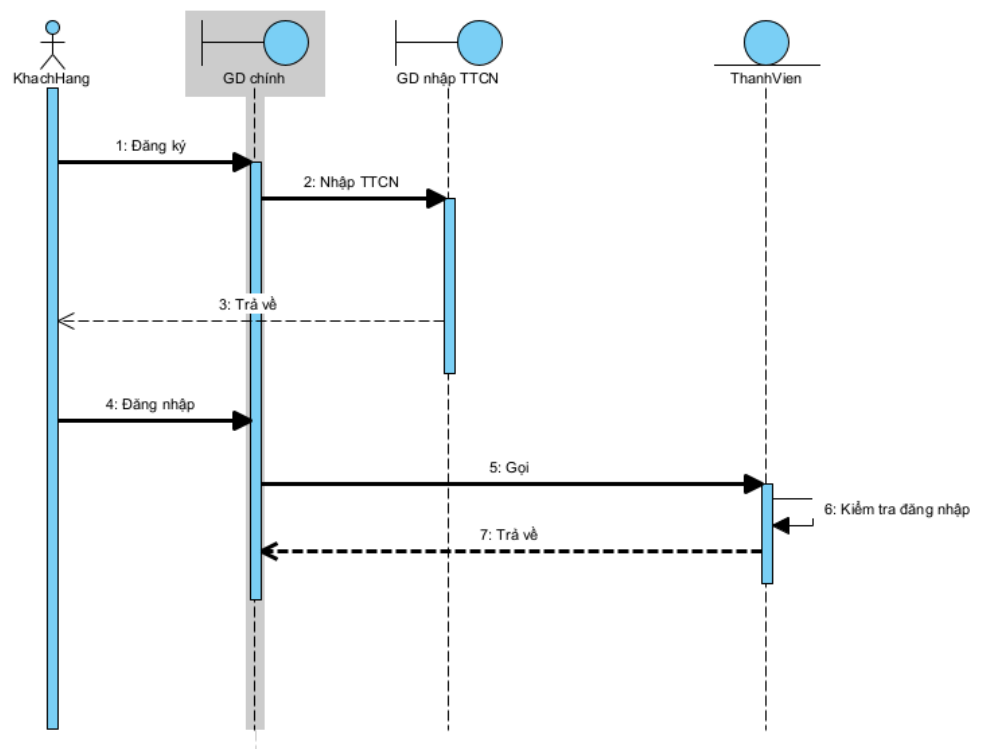 KhachHang
GD chính
GD nhập TTCN
ThanhVien
1: Đăng ký
2: Nhập TTCN
3: Trả về
4: Đăng nhập
5: Gọi
6: Kiểm tra đăng nhập
7: Trả về